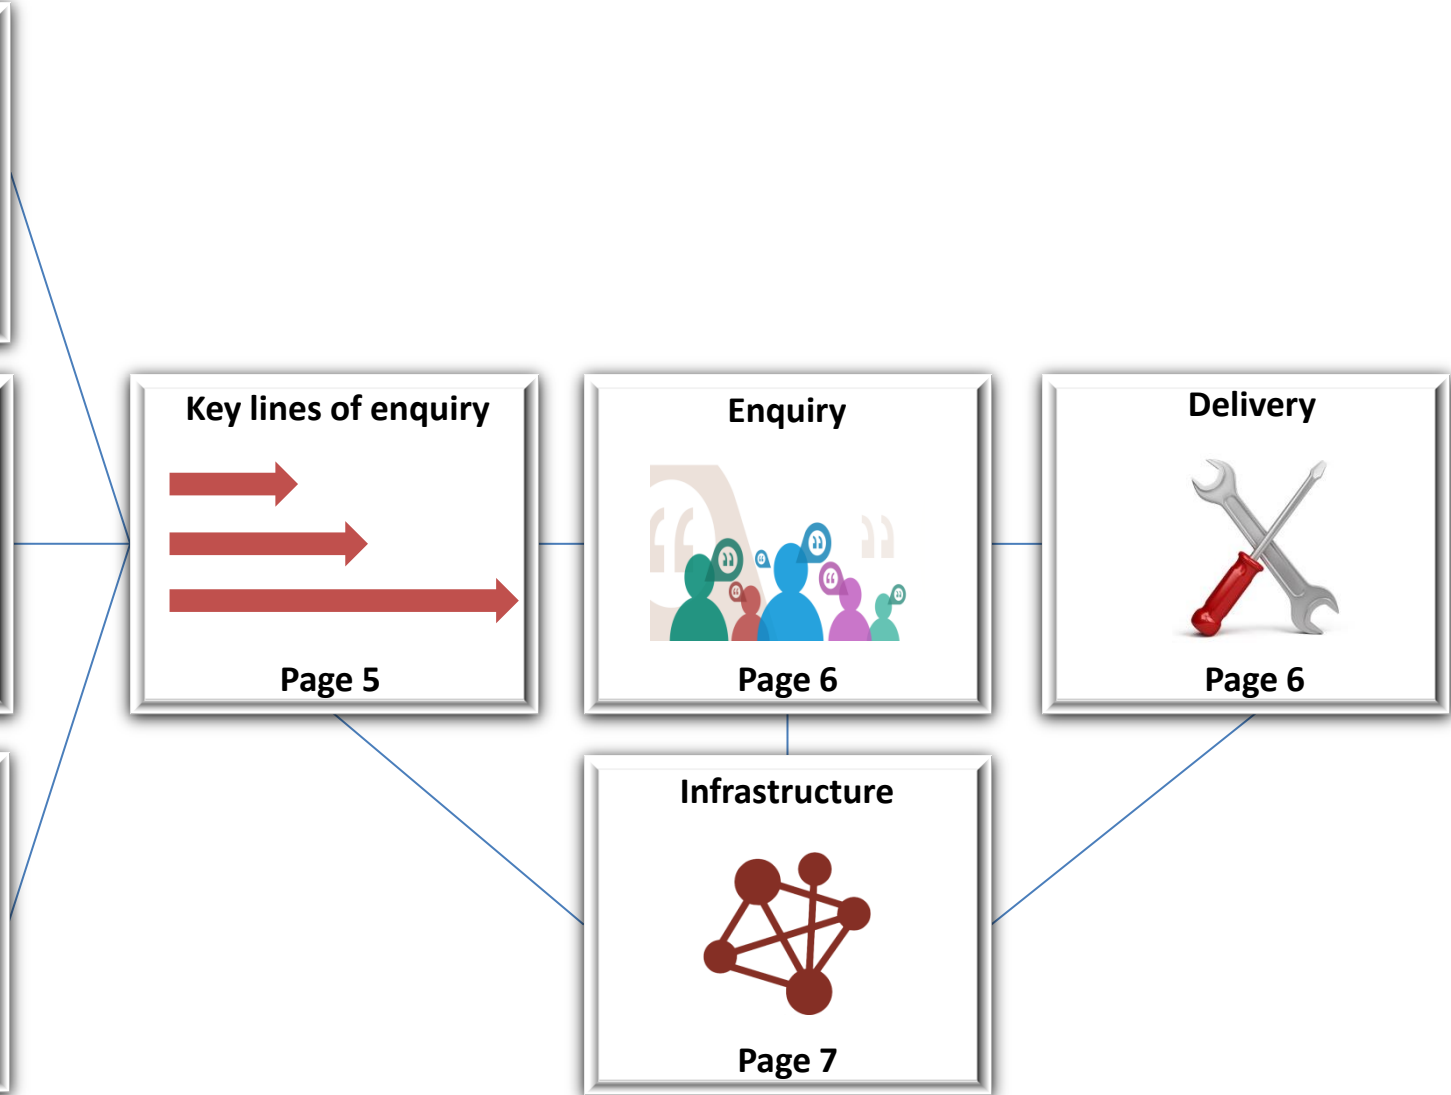 Key lines of enquiry
Page 5
Enquiry
Page 6
Delivery
Page 6
Infrastructure
Page 7